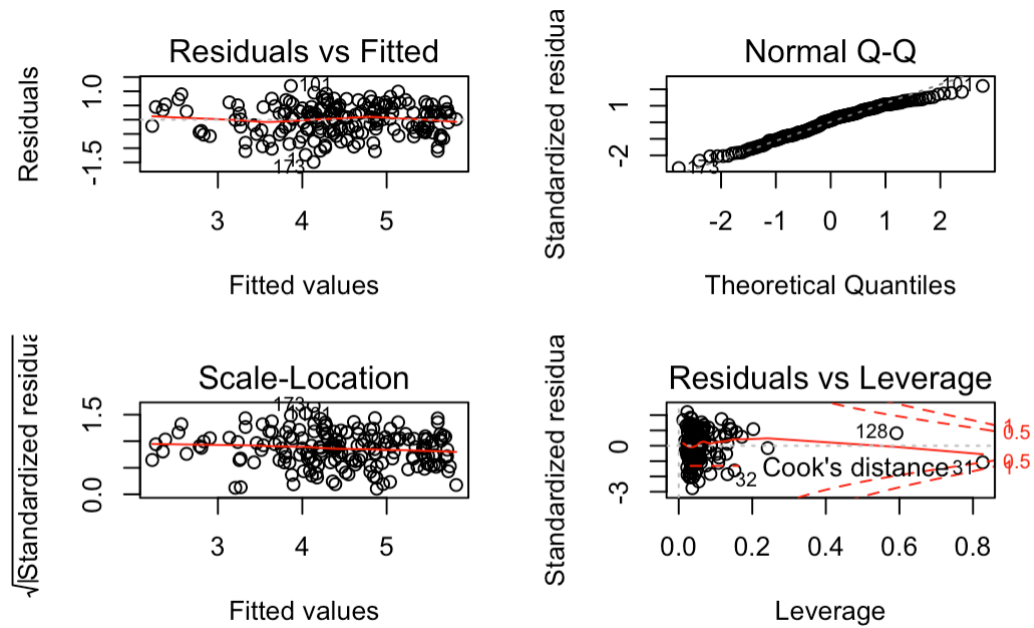 Residuals vs Fitted
Residuals
1.0
-1.5
101
173
3 4 5
Fitted values
Normal Q-Q
Standardized residua
1
-2
101
173
-2 -1 0 1 2
Theoretical Quantiles
Scale-Location
√|Standardized residua
1.5
0.0
173
3 4 5
Fitted values
Residuals vs Leverage
Standardized residua
0
-3
128
31
32
Cook's distance
1
0.5
0.5
1
0.0 0.2 0.4 0.6 0.8
Leverage